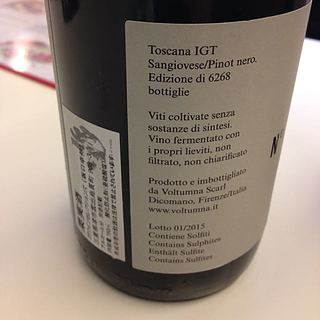 Toscana IGT
Sangiovese/Pinot nero.
Edizione di 6268
bottiglie
Viti coltivate senza
sostanze di sintesi.
Vino fermentato con
i propri lieviti, non
filtrato, non chiarificato
Prodotto e imbottigliato
da Voltumna Scarl
Dicomano, Firenze/Italia
www.voltumna.it
Lotto 01/2015
Contiene Solfiti
Contains Sulphites
Enthält Sulfite
Contains Sulfites
N